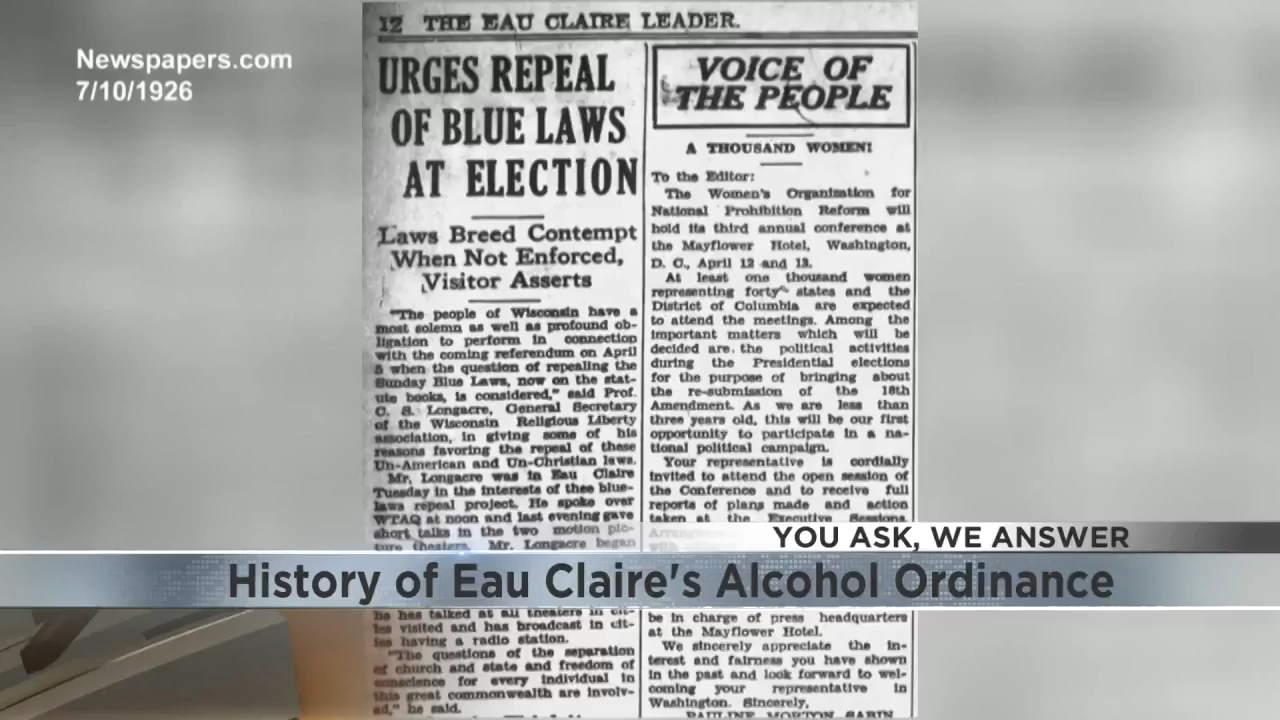 Newspapers.com
7/10/1926
12 THE EAU CLAIRE LEADER.
URGES REPEAL
OF BLUE LAWS
AT ELECTION
Laws Breed Contempt
When Not Enforced,
Visitor Asserts
"The people of Wisconsin have a
most solemn as well as profound ob-
ligation to perform in connection
with the coming referendum on April
5 when the question of repealing the
Sunday Blue Laws, now on the stat-
ute books, is considered," said Prof.
C. S. Longacre, General Secretary
of the Wisconsin Religious Liberty
association, in giving some of his
reasons favoring the repeal of these
Un-American and Un-Christian laws.
Mr. Longacre was in Eau Claire
Tuesday in the interests of thee blue-
laws repeal project. He spoke over
WTAQ at noon and last evening gave
short talks in the two motion pic-
ture theaters. Mr. Longacre began
he has talked at all theaters in cit-
ies visited and has broadcast in cit-
ies having a radio station.
"The questions of the separation
of church and state and freedom of
conscience for every individual in
this great commonwealth are involv-
ed," he said.
VOICE OF
THE PEOPLE
A THOUSAND WOMEN!
To the Editor:
The Women's Organization for
National Prohibition Reform will
hold its third annual conference at
the Mayflower Hotel, Washington,
D. C., April 12 and 13.
At least one thousand women
representing forty states and the
District of Columbia are expected
to attend the meetings. Among the
important matters which will be
decided are, the political activities
during the Presidential elections
for the purpose of bringing about
the re-submission of the 18th
Amendment. As we are less than
three years old, this will be our first
opportunity to participate in a na-
tional political campaign.
Your representative is cordially
invited to attend the open session of
the Conference and to receive full
reports of plans made and action
taken at the Executive Sessions.
be in charge of press headquarters
at the Mayflower Hotel.
We sincerely appreciate the in-
terest and fairness you have shown
in the past and look forward to wel-
coming your representative in
Washington. Sincerely,
PAULINE MORTON SABIN
YOU ASK, WE ANSWER
History of Eau Claire's Alcohol Ordinance